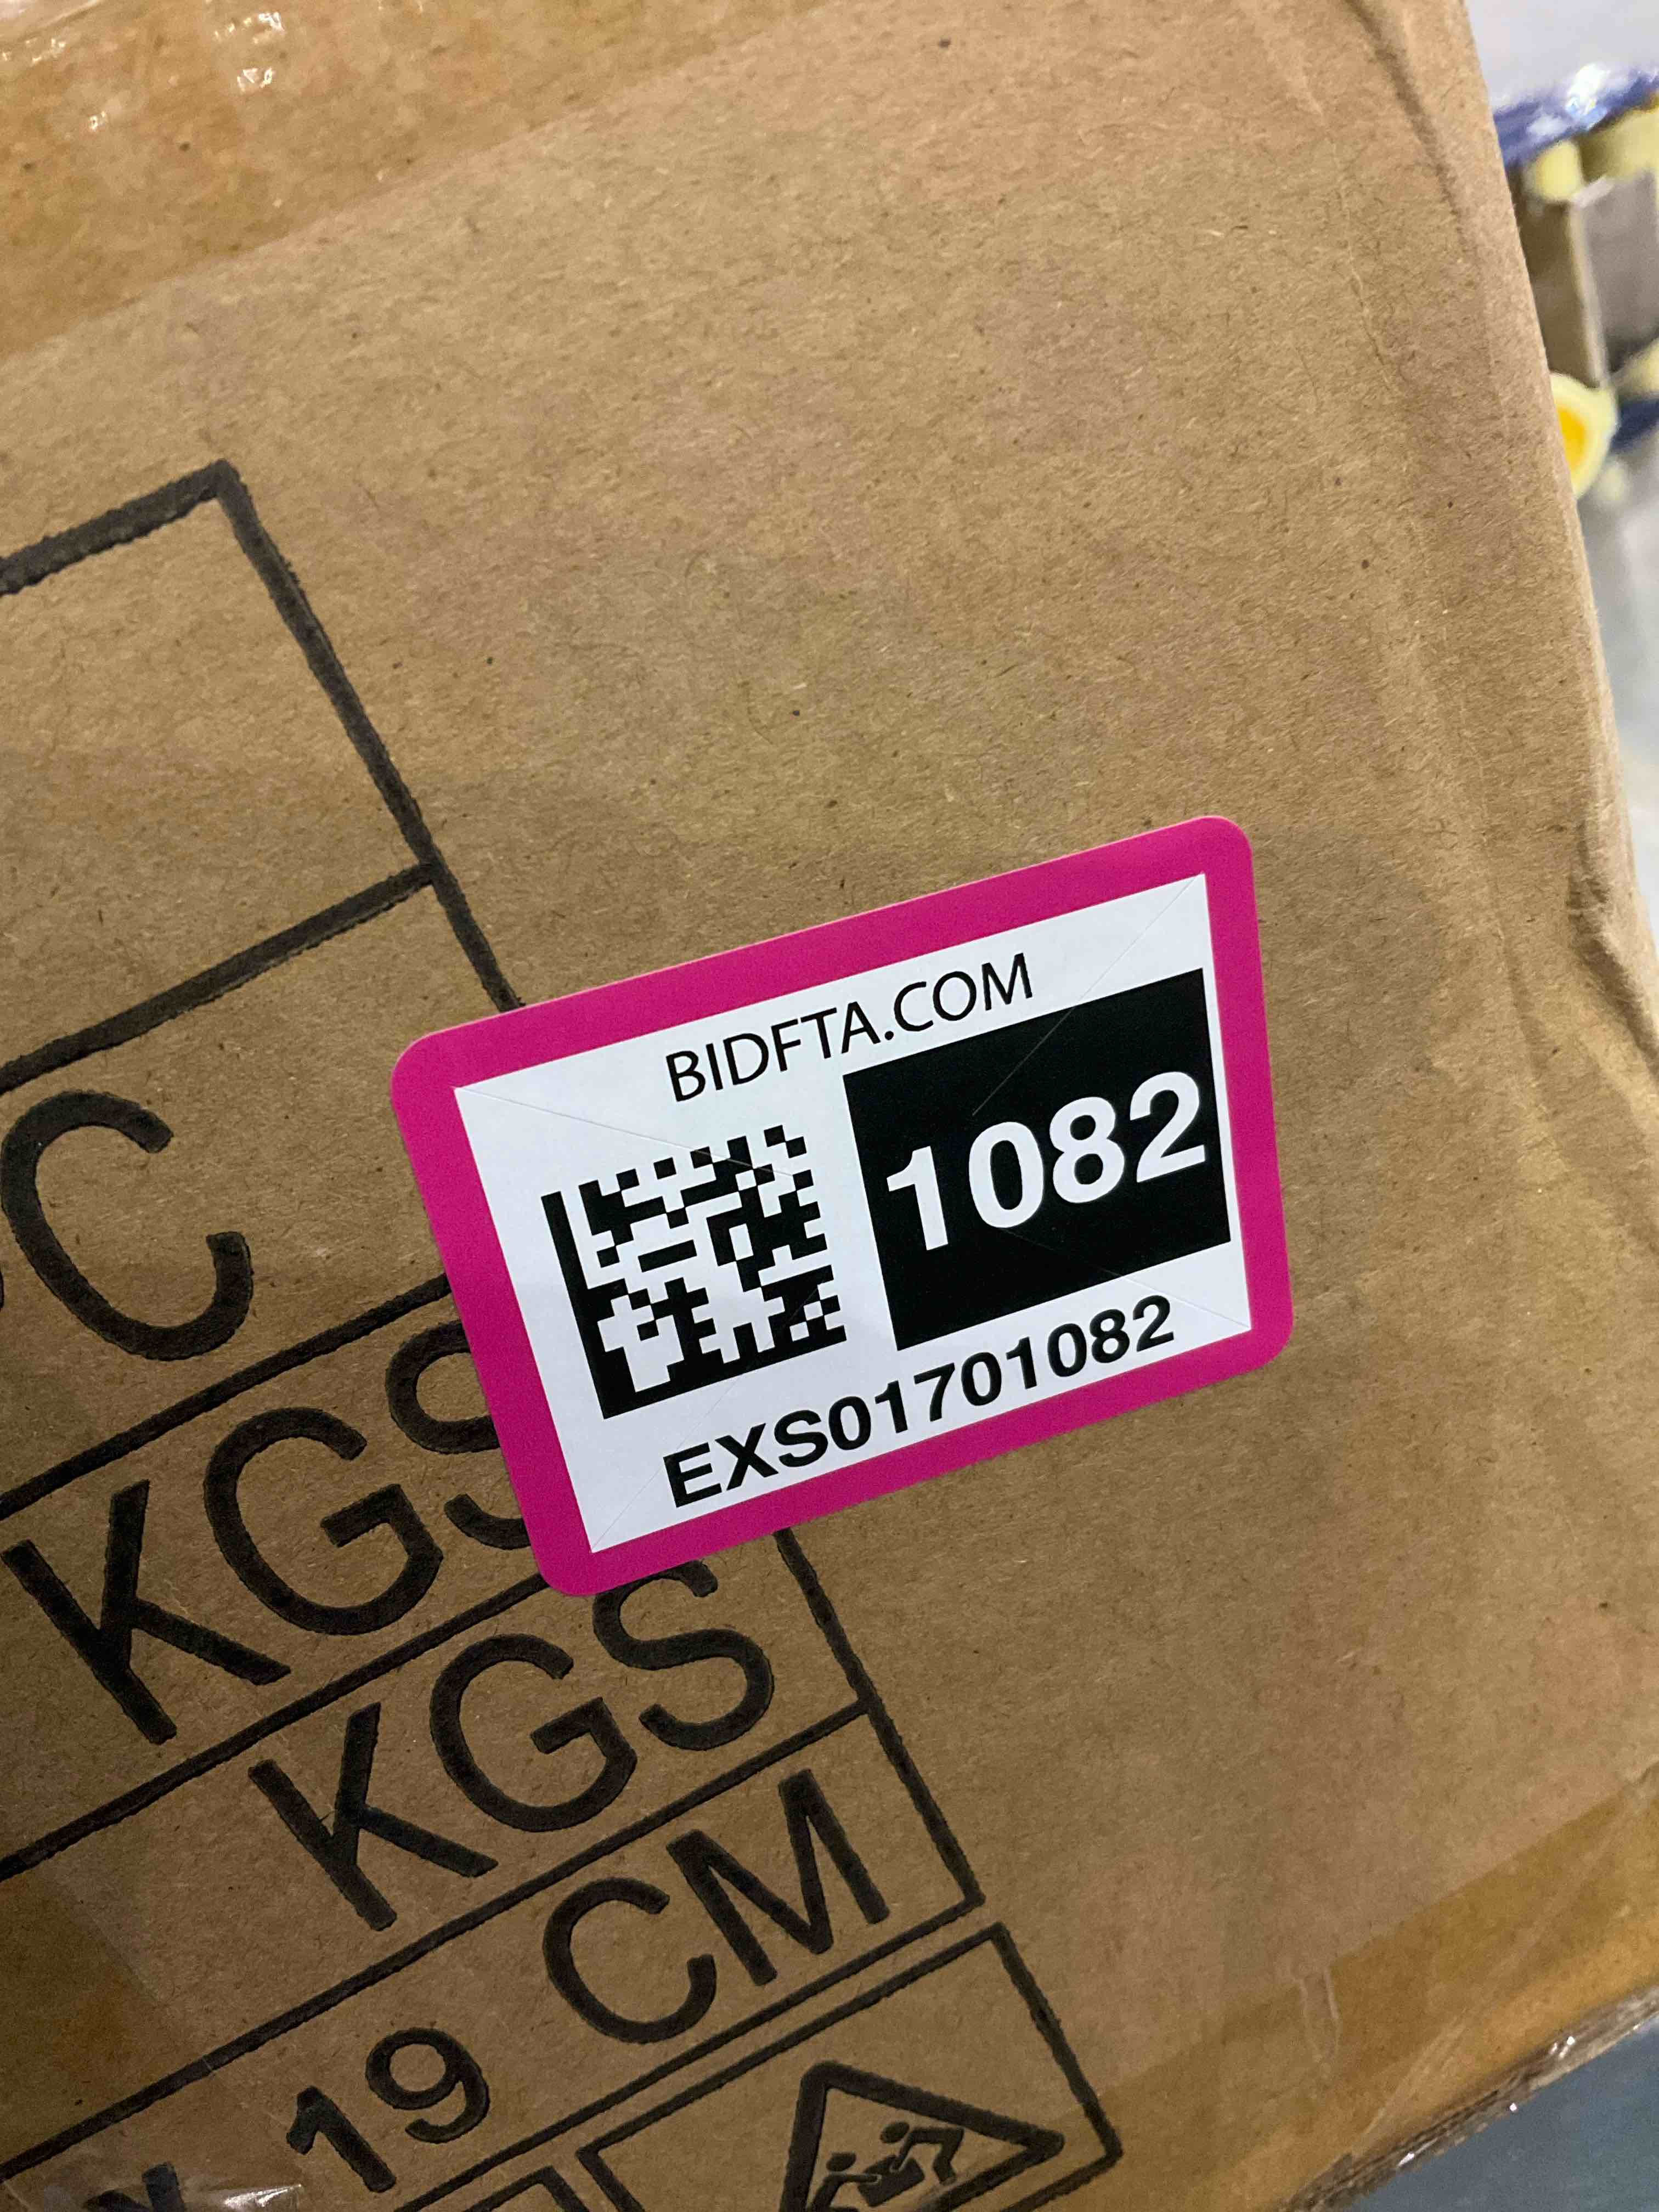 BIDFTA.COM
1082
EXS01701082
C
KGS
KGS
19 CM